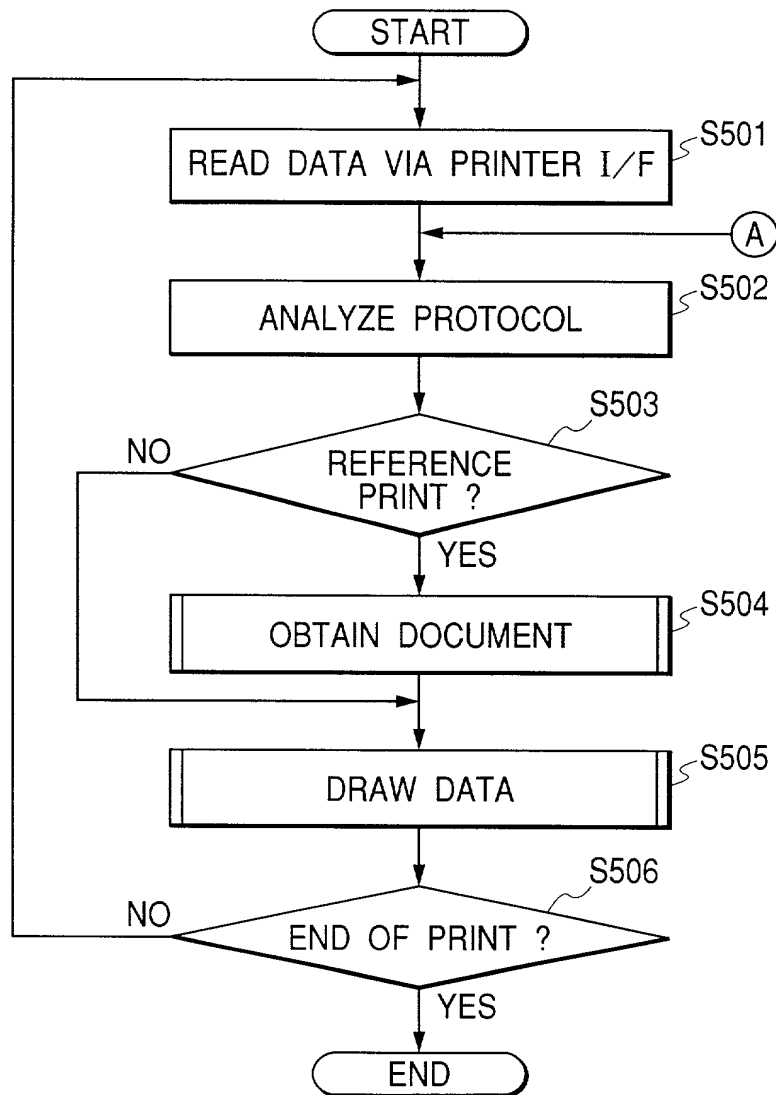 START
READ DATA VIA PRINTER I/F
S501
A
ANALYZE PROTOCOL
S502
S503
NO
REFERENCE
PRINT ?
YES
OBTAIN DOCUMENT
S504
DRAW DATA
S505
S506
NO
END OF PRINT ?
YES
END